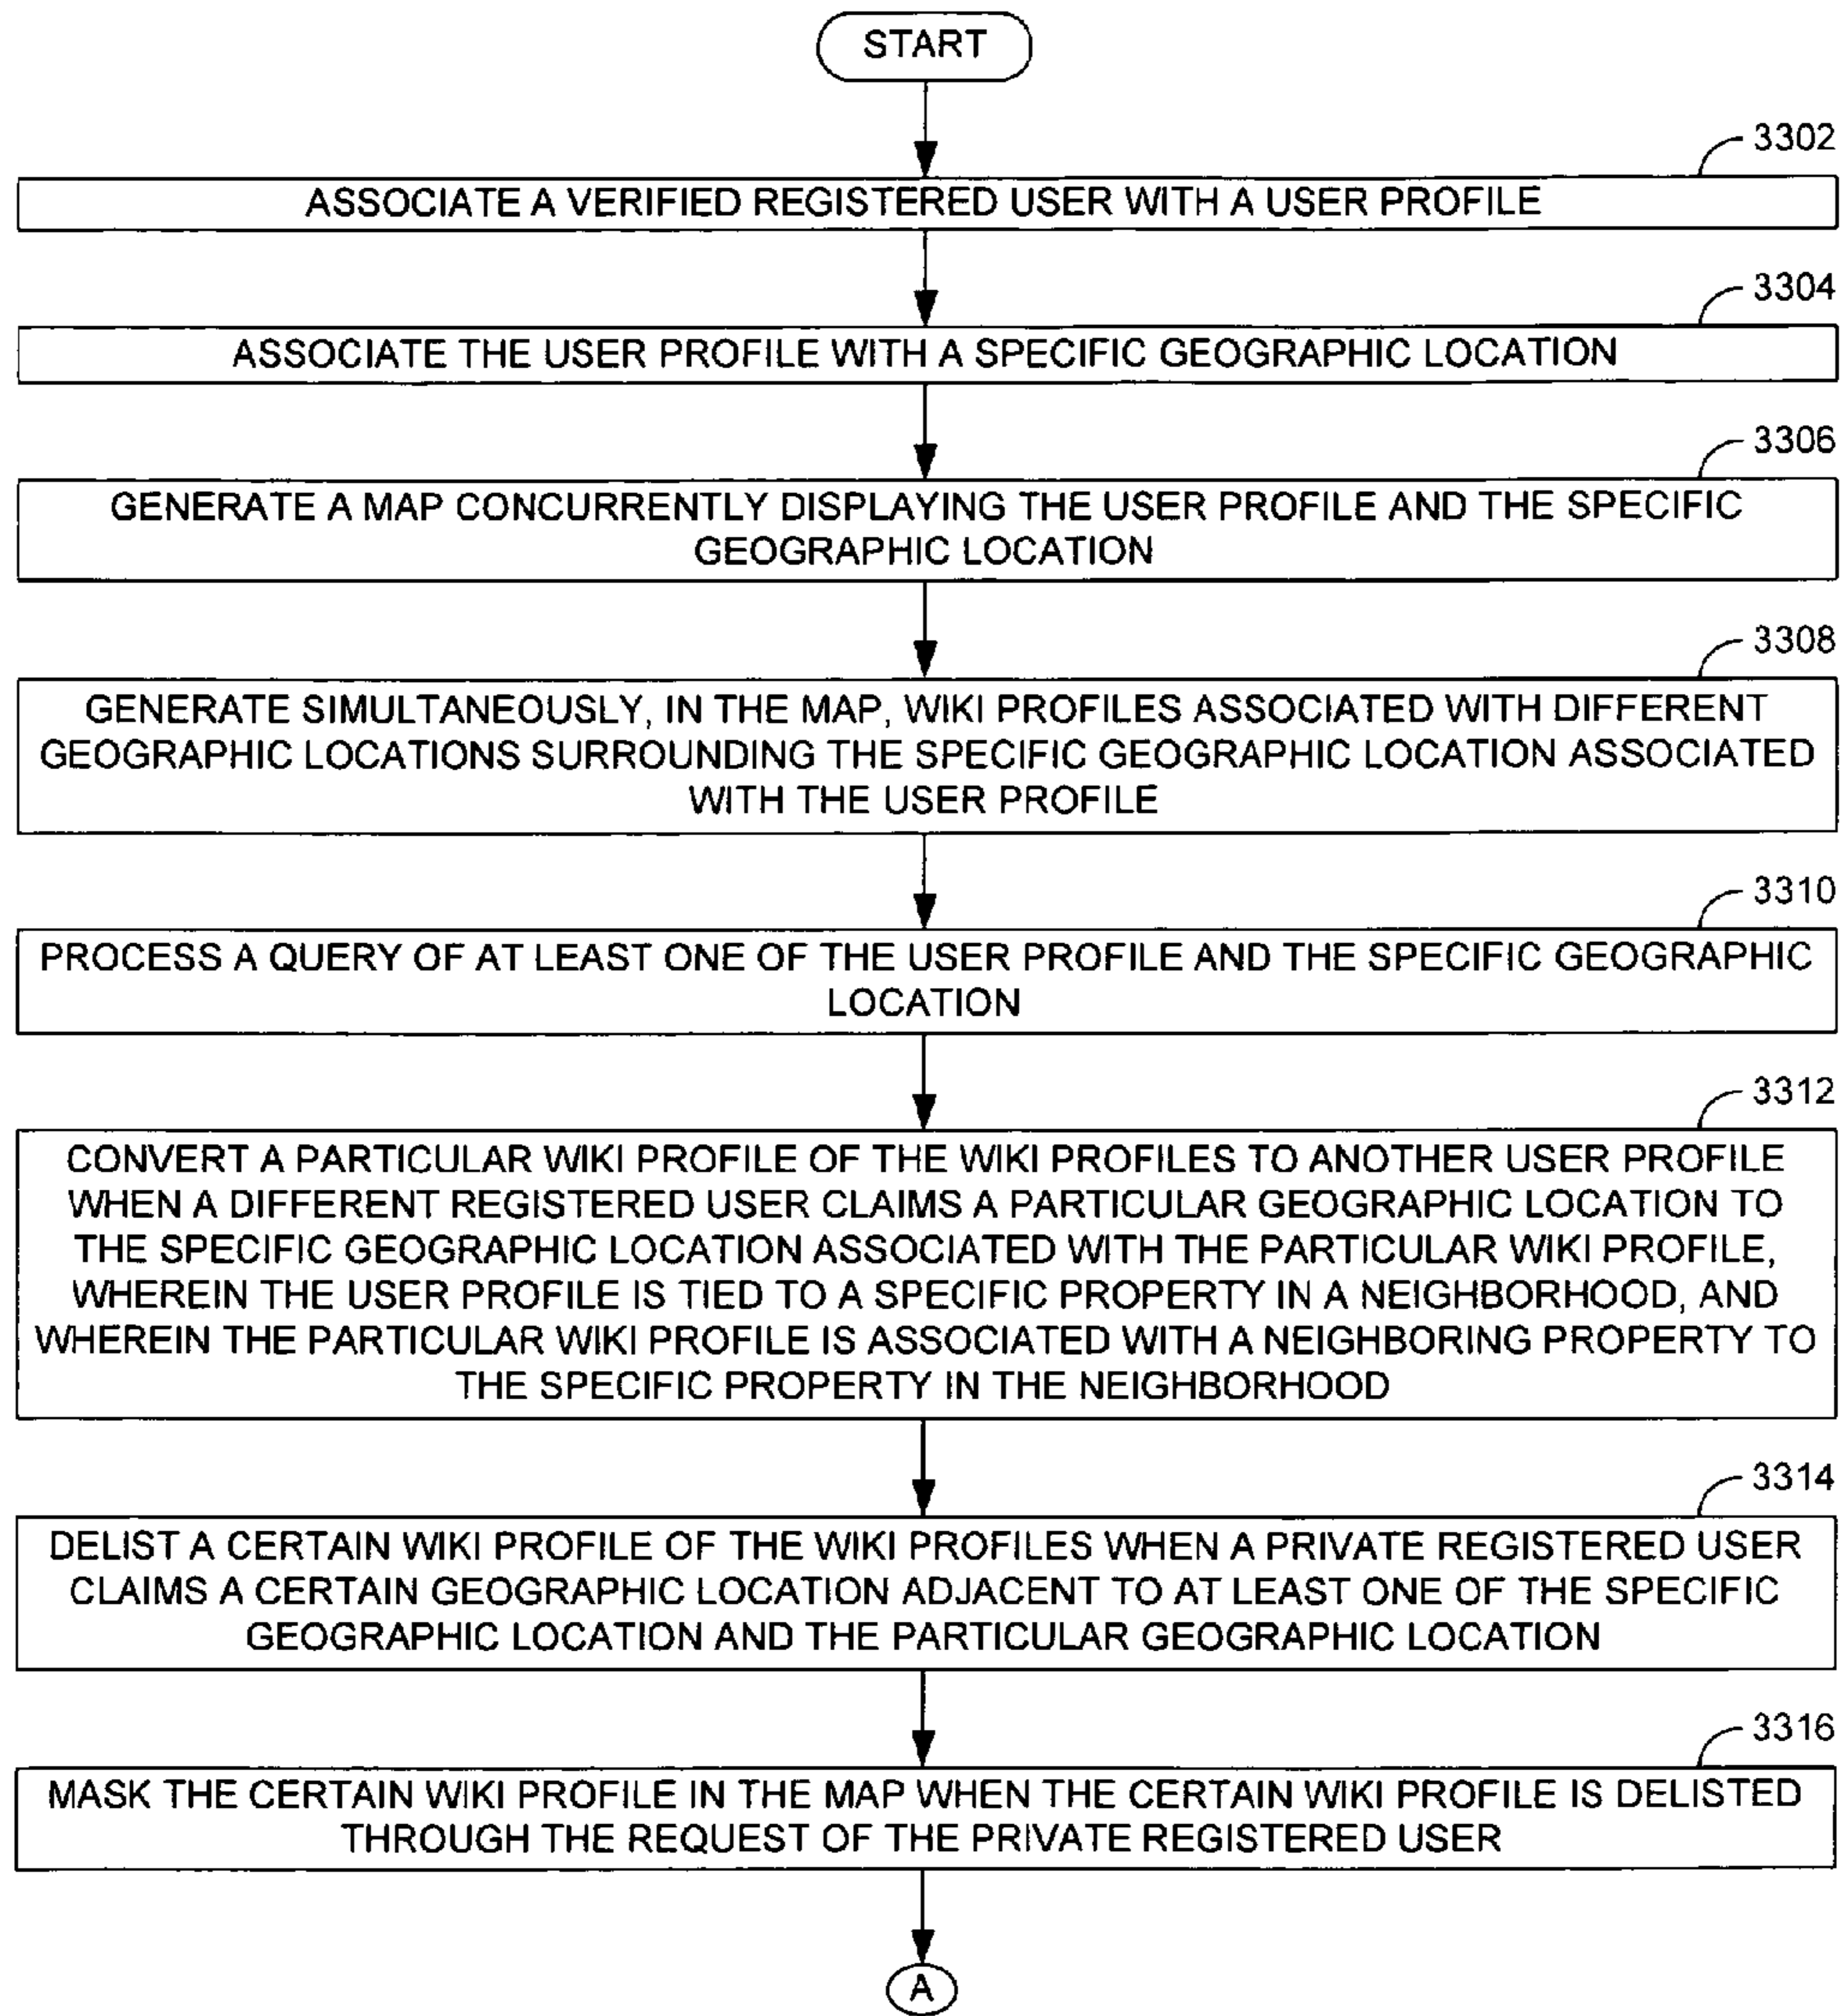 START
3302
ASSOCIATE A VERIFIED REGISTERED USER WITH A USER PROFILE
3304
ASSOCIATE THE USER PROFILE WITH A SPECIFIC GEOGRAPHIC LOCATION
3306
GENERATE A MAP CONCURRENTLY DISPLAYING THE USER PROFILE AND THE SPECIFIC
GEOGRAPHIC LOCATION
3308
GENERATE SIMULTANEOUSLY, IN THE MAP, WIKI PROFILES ASSOCIATED WITH DIFFERENT
GEOGRAPHIC LOCATIONS SURROUNDING THE SPECIFIC GEOGRAPHIC LOCATION ASSOCIATED
WITH THE USER PROFILE
3310
PROCESS A QUERY OF AT LEAST ONE OF THE USER PROFILE AND THE SPECIFIC GEOGRAPHIC
LOCATION
3312
CONVERT A PARTICULAR WIKI PROFILE OF THE WIKI PROFILES TO ANOTHER USER PROFILE
WHEN A DIFFERENT REGISTERED USER CLAIMS A PARTICULAR GEOGRAPHIC LOCATION TO
THE SPECIFIC GEOGRAPHIC LOCATION ASSOCIATED WITH THE PARTICULAR WIKI PROFILE,
WHEREIN THE USER PROFILE IS TIED TO A SPECIFIC PROPERTY IN A NEIGHBORHOOD, AND
WHEREIN THE PARTICULAR WIKI PROFILE IS ASSOCIATED WITH A NEIGHBORING PROPERTY TO
THE SPECIFIC PROPERTY IN THE NEIGHBORHOOD
3314
DELIST A CERTAIN WIKI PROFILE OF THE WIKI PROFILES WHEN A PRIVATE REGISTERED USER
CLAIMS A CERTAIN GEOGRAPHIC LOCATION ADJACENT TO AT LEAST ONE OF THE SPECIFIC
GEOGRAPHIC LOCATION AND THE PARTICULAR GEOGRAPHIC LOCATION
3316
MASK THE CERTAIN WIKI PROFILE IN THE MAP WHEN THE CERTAIN WIKI PROFILE IS DELISTED
THROUGH THE REQUEST OF THE PRIVATE REGISTERED USER
A